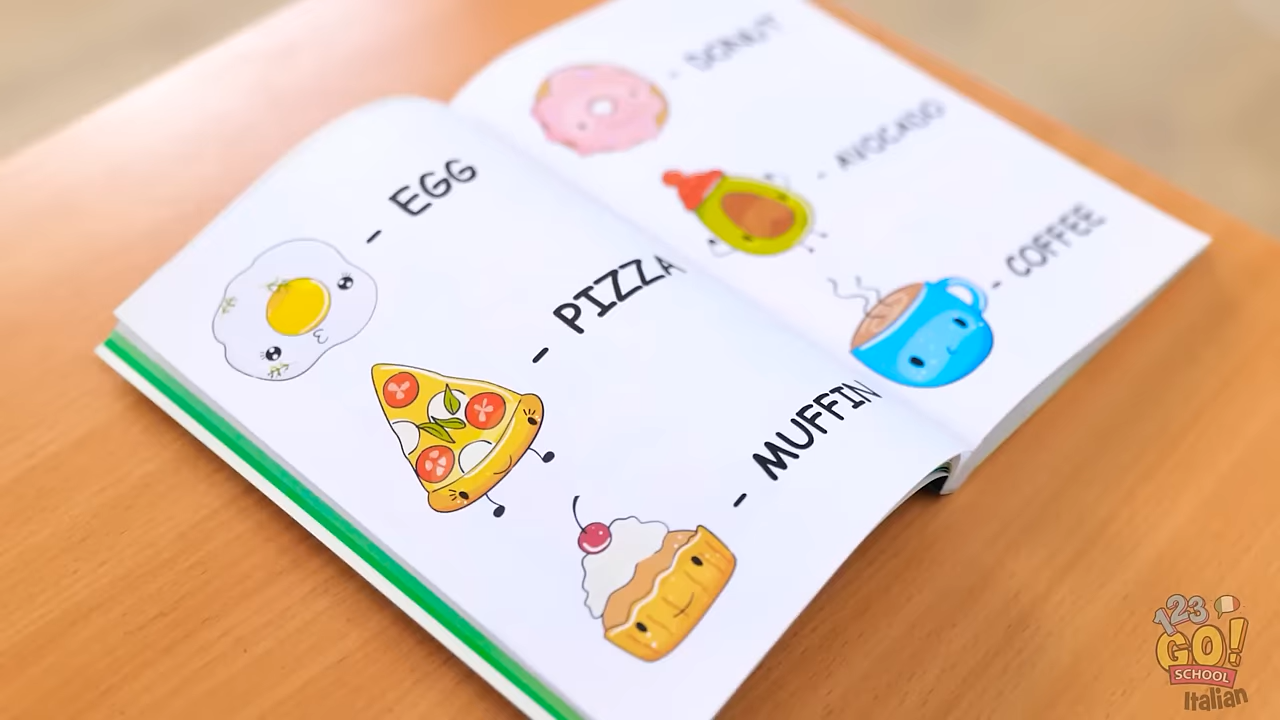 - EGG
- PIZZA
- MUFFIN
- DONUT
- AVOCADO
- COFFEE
123
GO!
SCHOOL
Italian